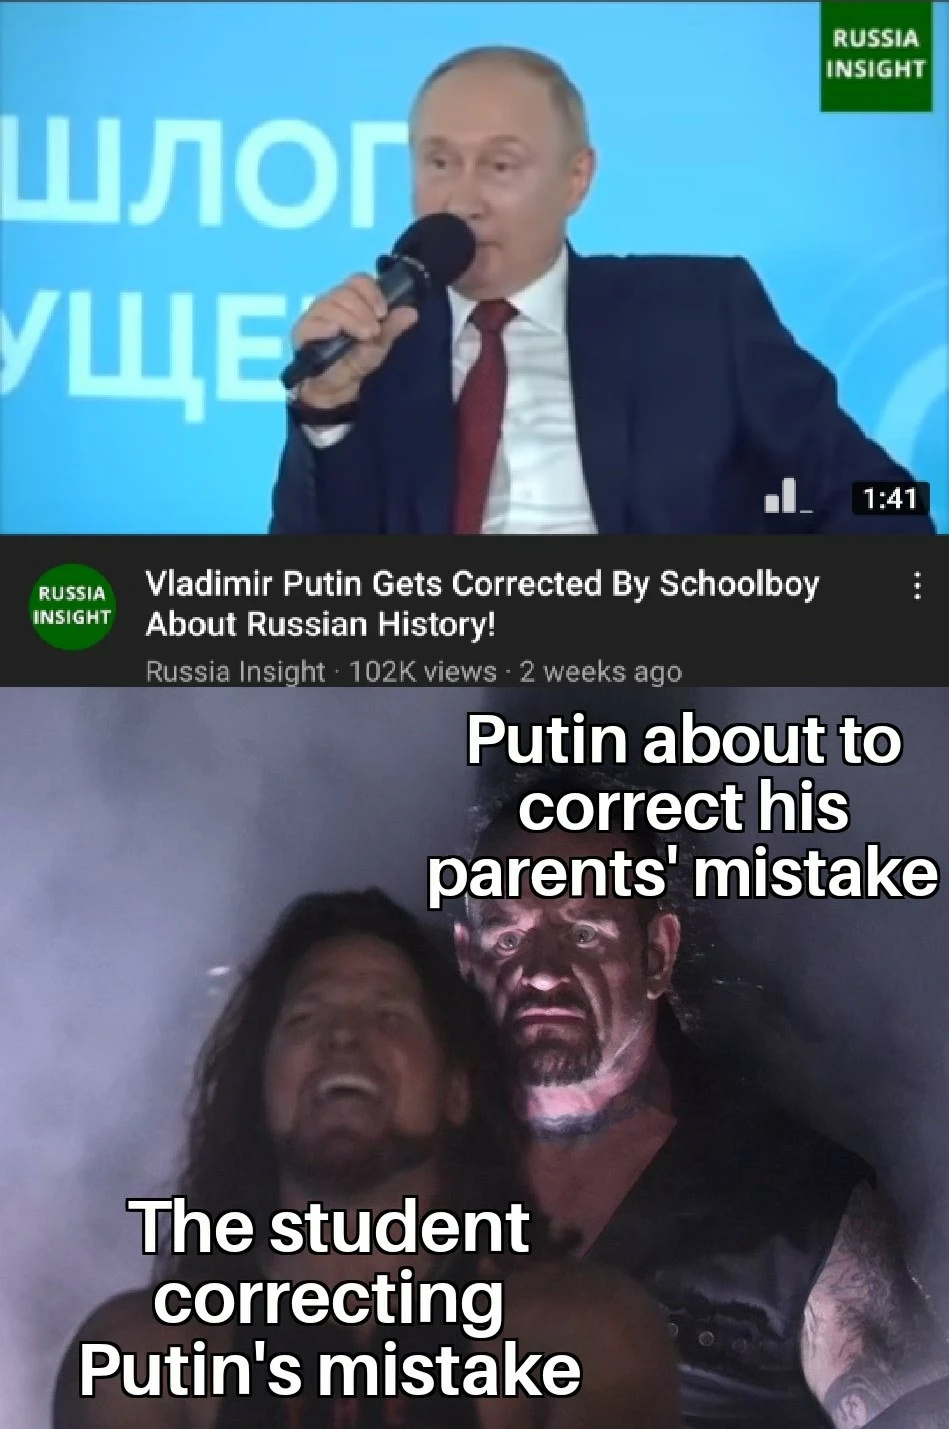 RUSSIA
INSIGHT
ШЛОГ
УЩЕ
1:41
RUSSIA
INSIGHT
Vladimir Putin Gets Corrected By Schoolboy
About Russian History!
Russia Insight · 102K views · 2 weeks ago
Putin about to
correct his
parents' mistake
The student
correcting
Putin's mistake